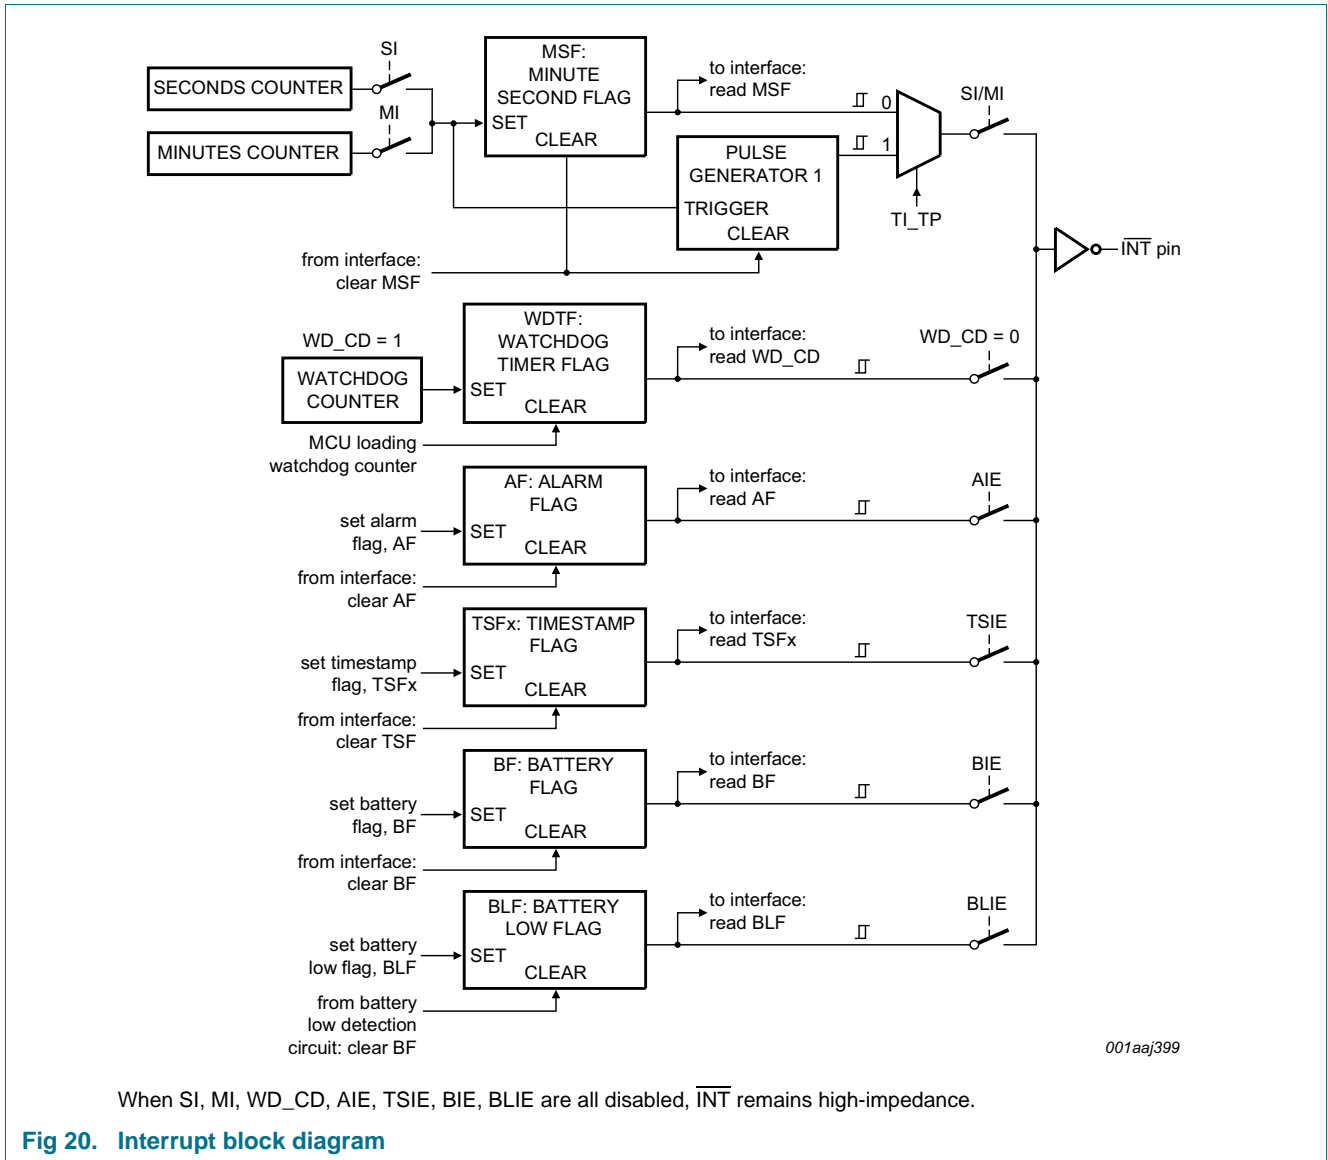 SI
SECONDS COUNTER
MI
MINUTES COUNTER
MSF:
MINUTE
SECOND FLAG
SET
CLEAR
to interface:
read MSF
0
1
SI/MI
PULSE
GENERATOR 1
TRIGGER
CLEAR
TI_TP
INT pin
from interface:
clear MSF
WD_CD = 1
WATCHDOG
COUNTER
WDTF:
WATCHDOG
TIMER FLAG
SET
CLEAR
to interface:
read WD_CD
WD_CD = 0
MCU loading
watchdog counter
AF: ALARM
FLAG
SET
CLEAR
to interface:
read AF
AIE
set alarm
flag, AF
from interface:
clear AF
TSFx: TIMESTAMP
FLAG
SET
CLEAR
to interface:
read TSFx
TSIE
set timestamp
flag, TSFx
from interface:
clear TSF
BF: BATTERY
FLAG
SET
CLEAR
to interface:
read BF
BIE
set battery
flag, BF
from interface:
clear BF
BLF: BATTERY
LOW FLAG
SET
CLEAR
to interface:
read BLF
BLIE
set battery
low flag, BLF
from battery
low detection
circuit: clear BF
001aaj399
When SI, MI, WD_CD, AIE, TSIE, BIE, BLIE are all disabled, INT remains high-impedance.
Fig 20. Interrupt block diagram